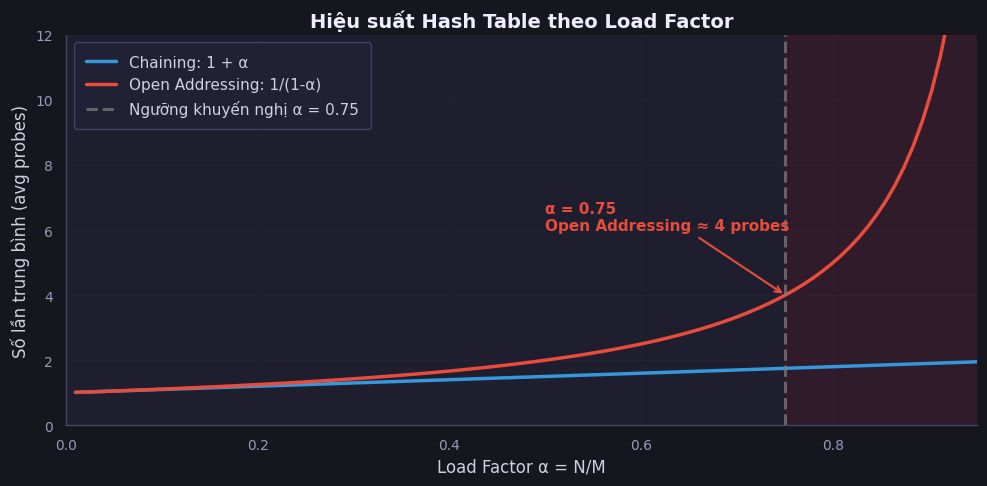 Hiệu suất Hash Table theo Load Factor
Chaining: 1 + α
Open Addressing: 1/(1-α)
Ngưỡng khuyến nghị α = 0.75
α = 0.75
Open Addressing ≈ 4 probes
Số lần trung bình (avg probes)
12
10
8
6
4
2
0
0.0
0.2
0.4
0.6
0.8
Load Factor α = N/M